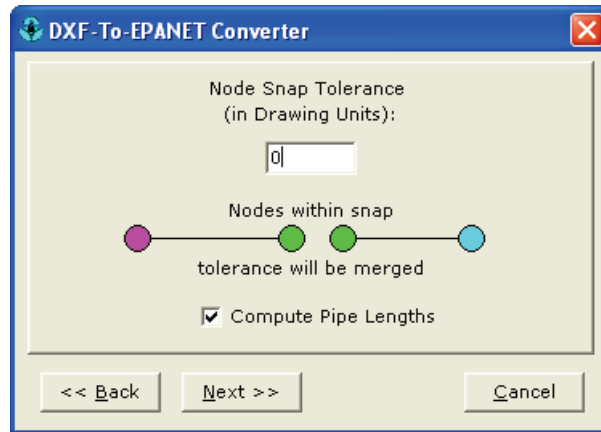 DXF-To-EPANET Converter
Node Snap Tolerance
(in Drawing Units):
0
Nodes within snap
tolerance will be merged
Compute Pipe Lengths
<< Back
Next >>
Cancel